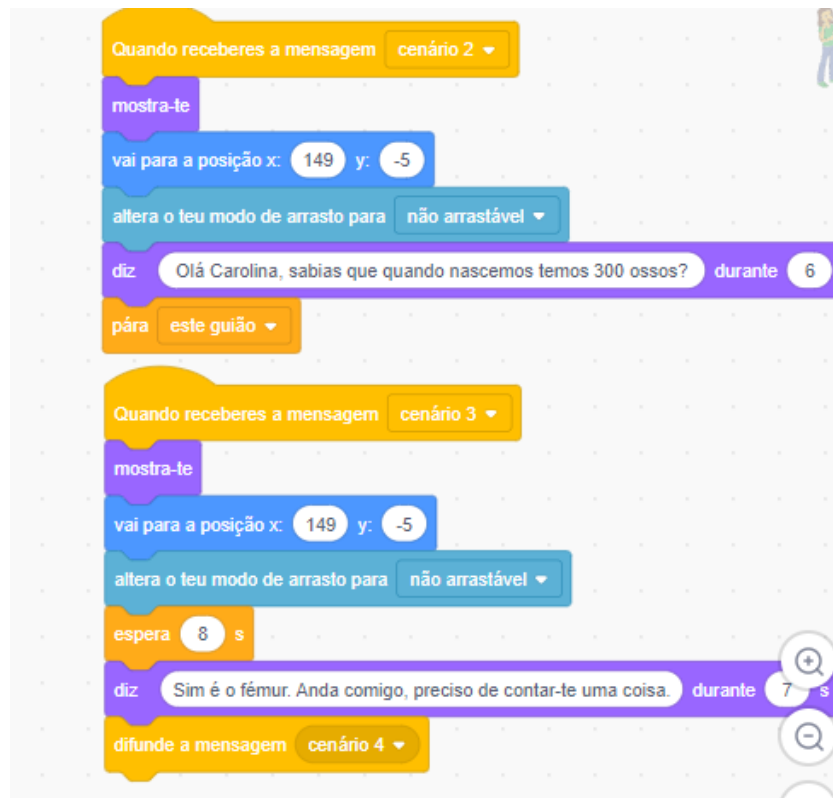 Quando receberes a mensagem cenário 2
mostra-te
vai para a posição x: 149 y: -5
altera o teu modo de arrasto para não arrastável
diz Olá Carolina, sabias que quando nascemos temos 300 ossos? durante 6
pára este guião
Quando receberes a mensagem cenário 3
mostra-te
vai para a posição x: 149 y: -5
altera o teu modo de arrasto para não arrastável
espera 8 s
diz Sim é o fémur. Anda comigo, preciso de contar-te uma coisa. durante 7 s
difunde a mensagem cenário 4